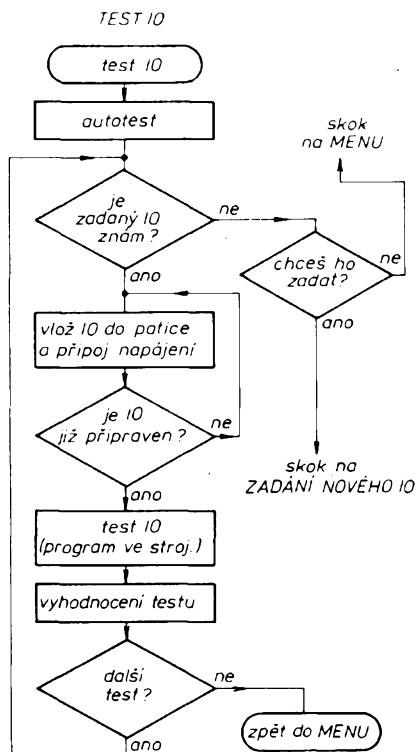 TEST IO
test IO
autotest
je
zadaný IO
znám?
ne
ano
skok
na MENU
chceš ho
zadat?
ne
ano
skok na
ZADÁNÍ NOVÉHO IO
vlož IO do patice
a připoj napájení
je IO
již připraven?
ne
ano
test IO
(program ve stroj.)
vyhodnocení testu
další
test?
ne
ano
zpět do MENU